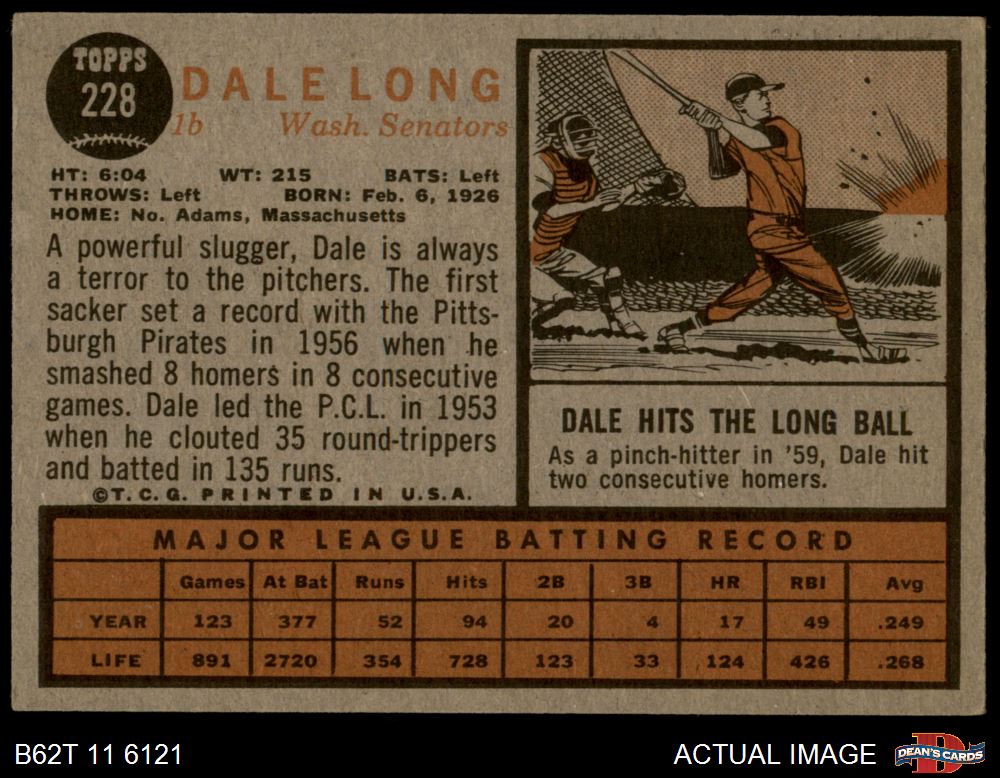 TOPPS
228
DALE LONG
1b Wash. Senators
HT: 6:04 WT: 215 BATS: Left
THROWS: Left BORN: Feb. 6, 1926
HOME: No. Adams, Massachusetts
A powerful slugger, Dale is always
a terror to the pitchers. The first
sacker set a record with the Pitts-
burgh Pirates in 1956 when he
smashed 8 homers in 8 consecutive
games. Dale led the P.C.L. in 1953
when he clouted 35 round-trippers
and batted in 135 runs.
©T.C.G. PRINTED IN U.S.A.
DALE HITS THE LONG BALL
As a pinch-hitter in '59, Dale hit
two consecutive homers.
MAJOR LEAGUE BATTING RECORD
Games At Bat Runs Hits 2B 3B HR RBI Avg
YEAR 123 377 52 94 20 4 17 49 .249
LIFE 891 2720 354 728 123 33 124 426 .268
B62T 11 6121
ACTUAL IMAGE
D
DEAN'S CARDS